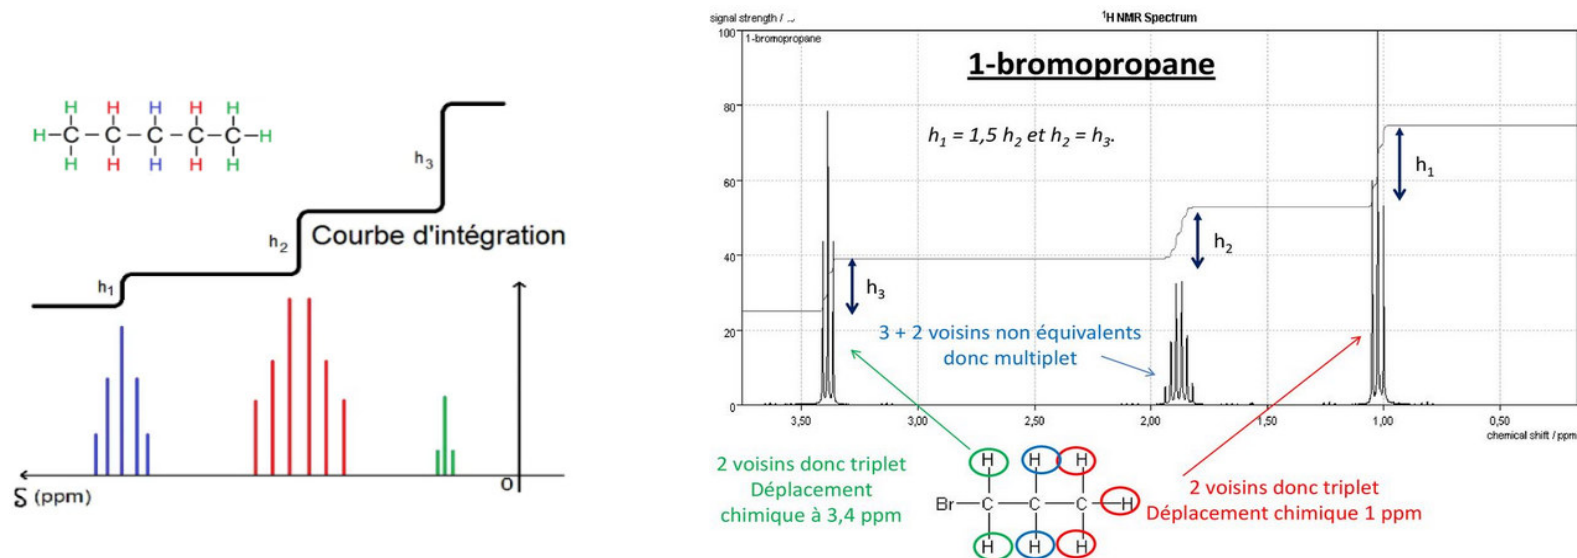 H H H H H
H-C-C-C-C-C-H
H H H H H
h3
h2
Courbe d'intégration
h1
δ (ppm)
0
signal strength / ..
¹H NMR Spectrum
1-bromopropane
1-bromopropane
h₁ = 1,5 h₂ et h₂ = h₃.
100
80
60
40
20
0
h₁
h₂
h₃
3 + 2 voisins non équivalents
donc multiplet
3,50 3,00 2,50 2,00 1,50 1,00 0,50
chemical shift / ppm
2 voisins donc triplet
Déplacement
chimique à 3,4 ppm
H H H
Br C C C H
H H H
2 voisins donc triplet
Déplacement chimique 1 ppm